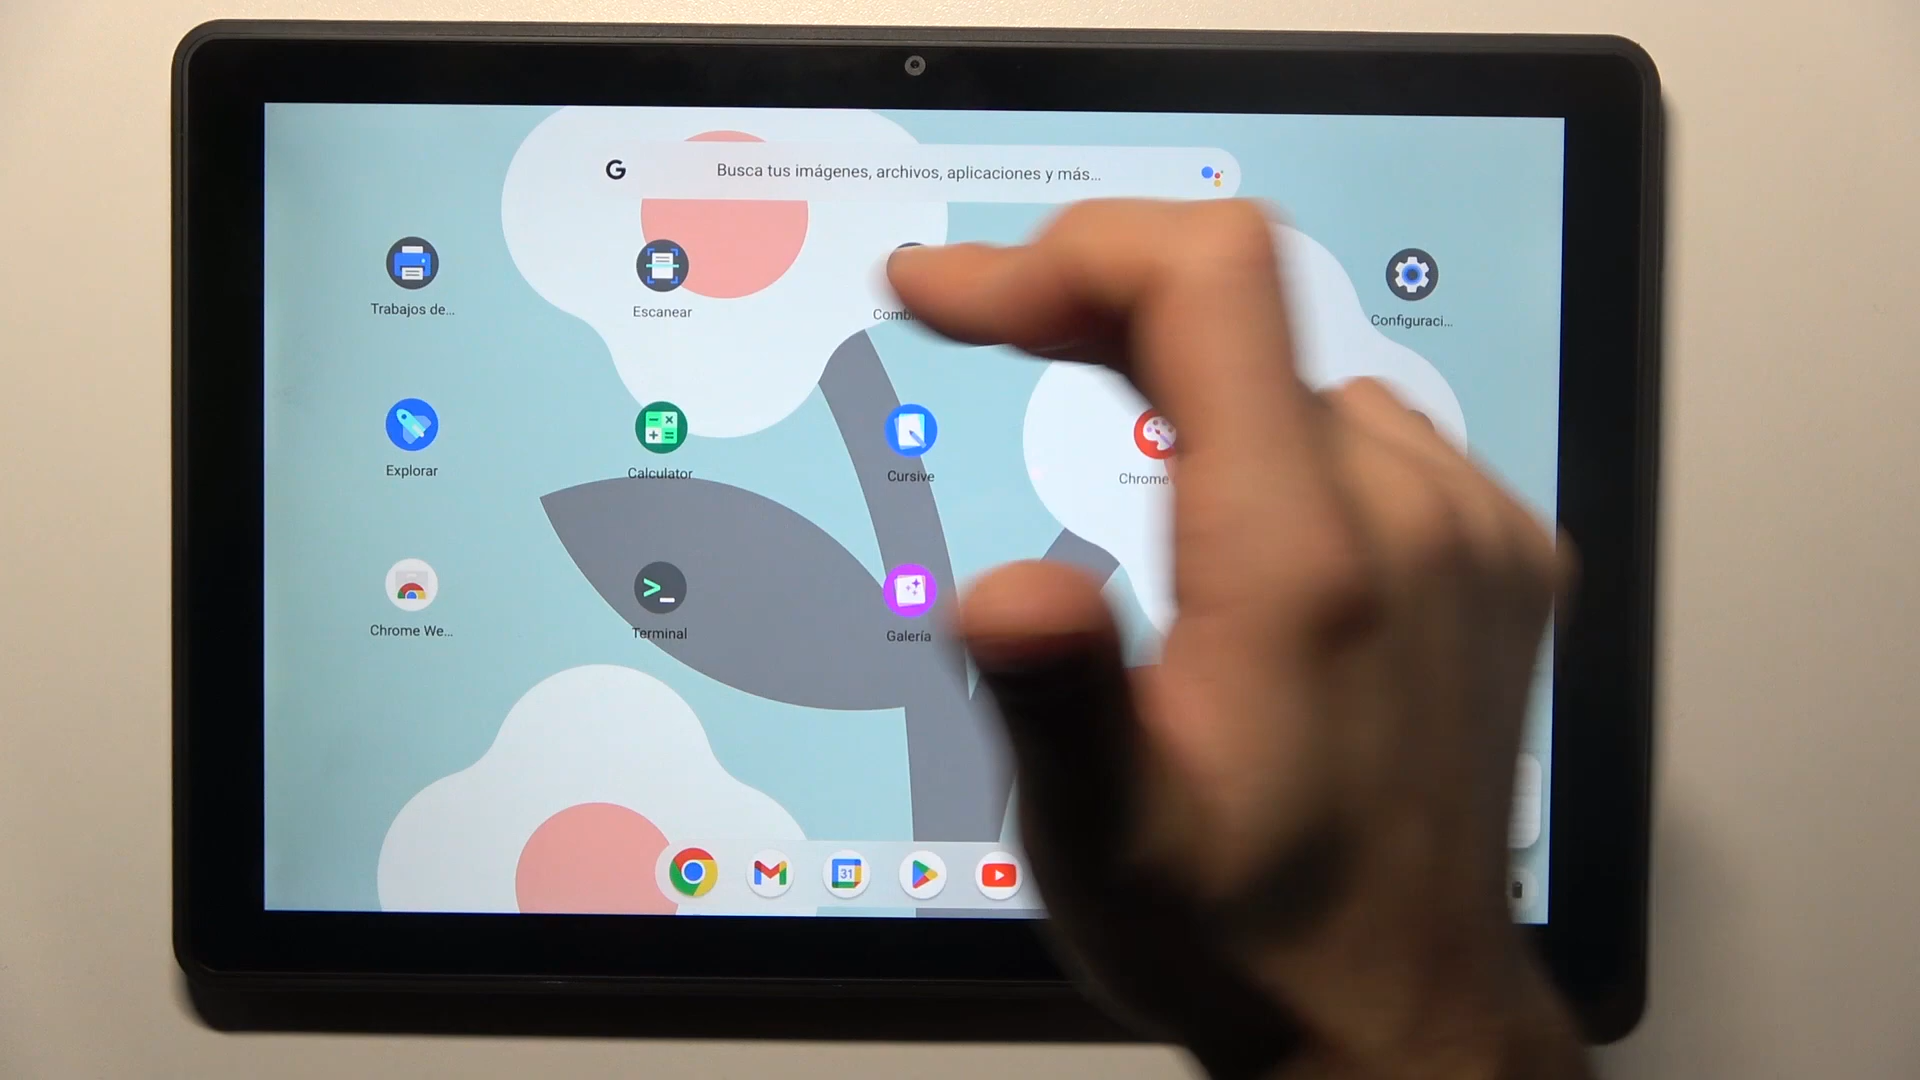 G
Busca tus imágenes, archivos, aplicaciones y más...
Trabajos de...
Escanear
Configuraci...
Explorar
Calculator
Cursive
Chrome
Chrome We...
Terminal
Galería
31